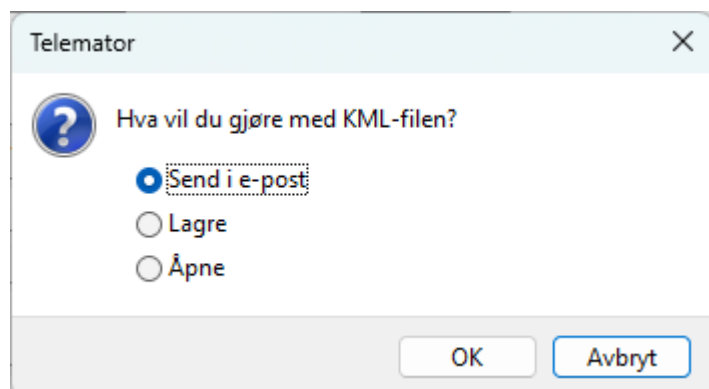 Telemator
Hva vil du gjøre med KML-filen?
Send i e-post
Lagre
Åpne
OK Avbryt